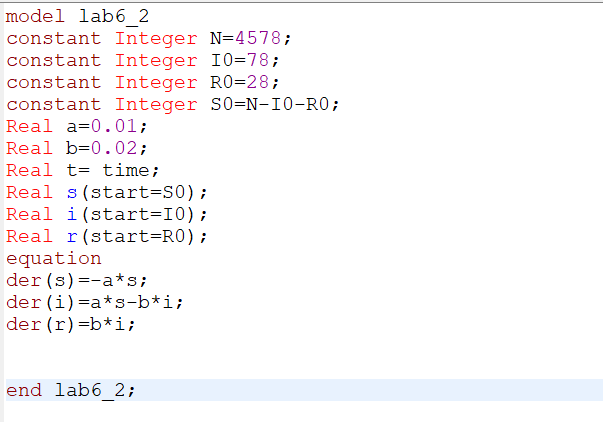 model lab6_2
constant Integer N=4578;
constant Integer I0=78;
constant Integer R0=28;
constant Integer S0=N-I0-R0;
Real a=0.01;
Real b=0.02;
Real t= time;
Real s(start=S0);
Real i(start=I0);
Real r(start=R0);
equation
der(s)=-a*s;
der(i)=a*s-b*i;
der(r)=b*i;
end lab6_2;